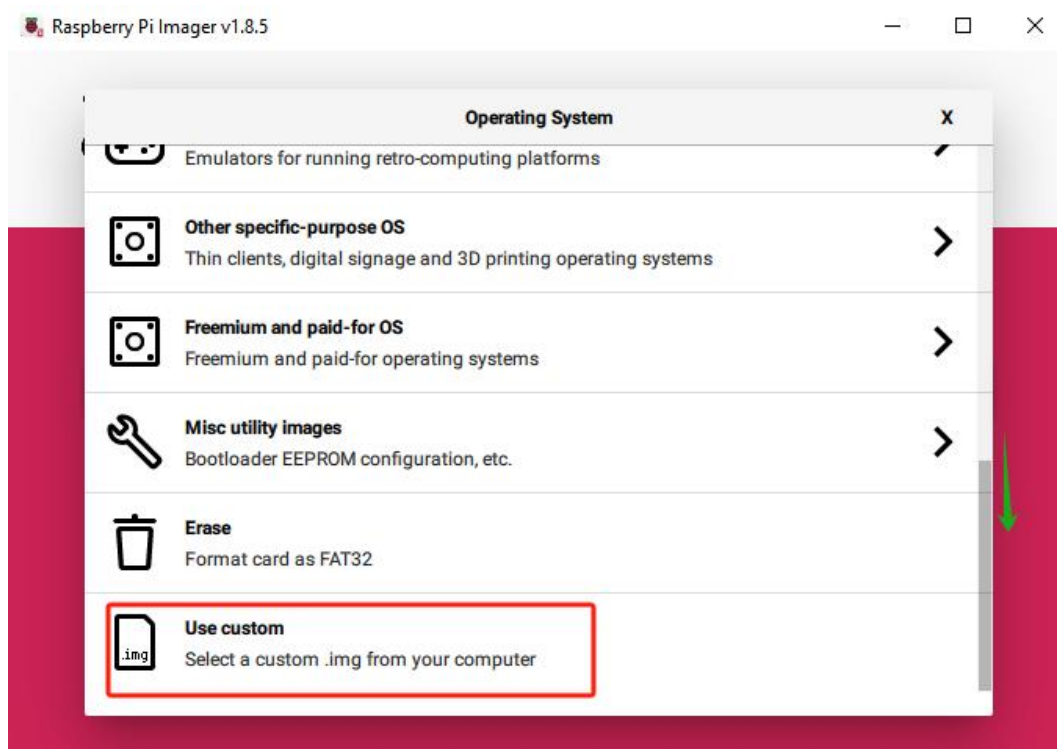 Raspberry Pi Imager v1.8.5
Operating System
X
Emulators for running retro-computing platforms
Other specific-purpose OS
Thin clients, digital signage and 3D printing operating systems
Freemium and paid-for OS
Freemium and paid-for operating systems
Misc utility images
Bootloader EEPROM configuration, etc.
Erase
Format card as FAT32
Use custom
.img
Select a custom .img from your computer